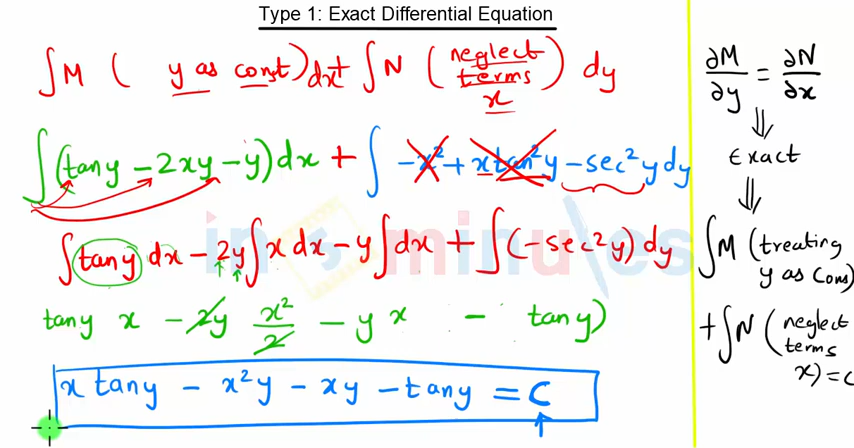 Type 1: Exact Differential Equation
∫M ( y as const) dx + ∫N (neglect terms x) dy
∫(tany - 2xy - y)dx + ∫ -x² + x tan²y - sec²y dy
∫tany dx - 2y∫x dx - y∫dx + ∫(-sec²y)dy
tany x - 2y x²/2 - y x - tany)
x tany - x²y - xy - tany = C
in minutes
∂M/∂y = ∂N/∂x
⇓
Exact
⇓
∫M (treating
y as cons)
+∫N (neglect
terms
x) = c